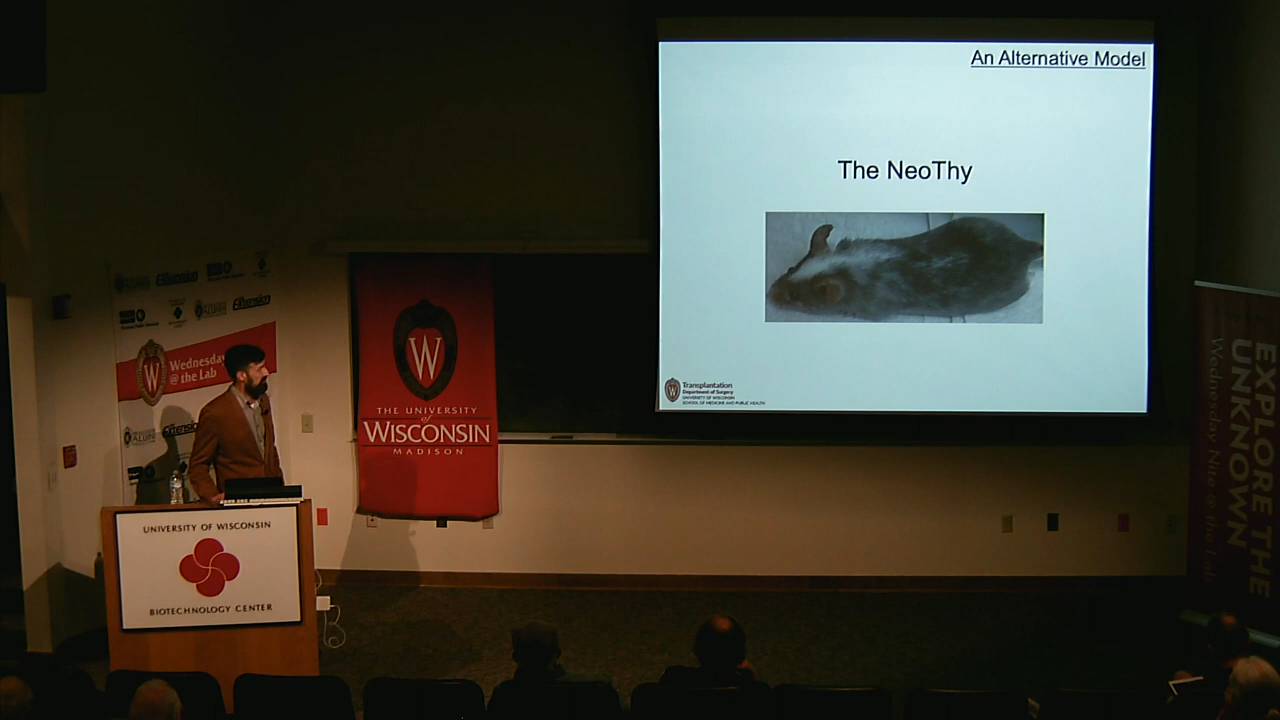 An Alternative Model
The NeoThy
Transplantation
Department of Surgery
UNIVERSITY OF WISCONSIN
SCHOOL OF MEDICINE AND PUBLIC HEALTH
Extension
Extension
Wednesday
@ the Lab
W
THE UNIVERSITY
of
WISCONSIN
MADISON
UNIVERSITY OF WISCONSIN
BIOTECHNOLOGY CENTER
EXPLORE THE
UNKNOWN
Wednesday Nite @ the Lab